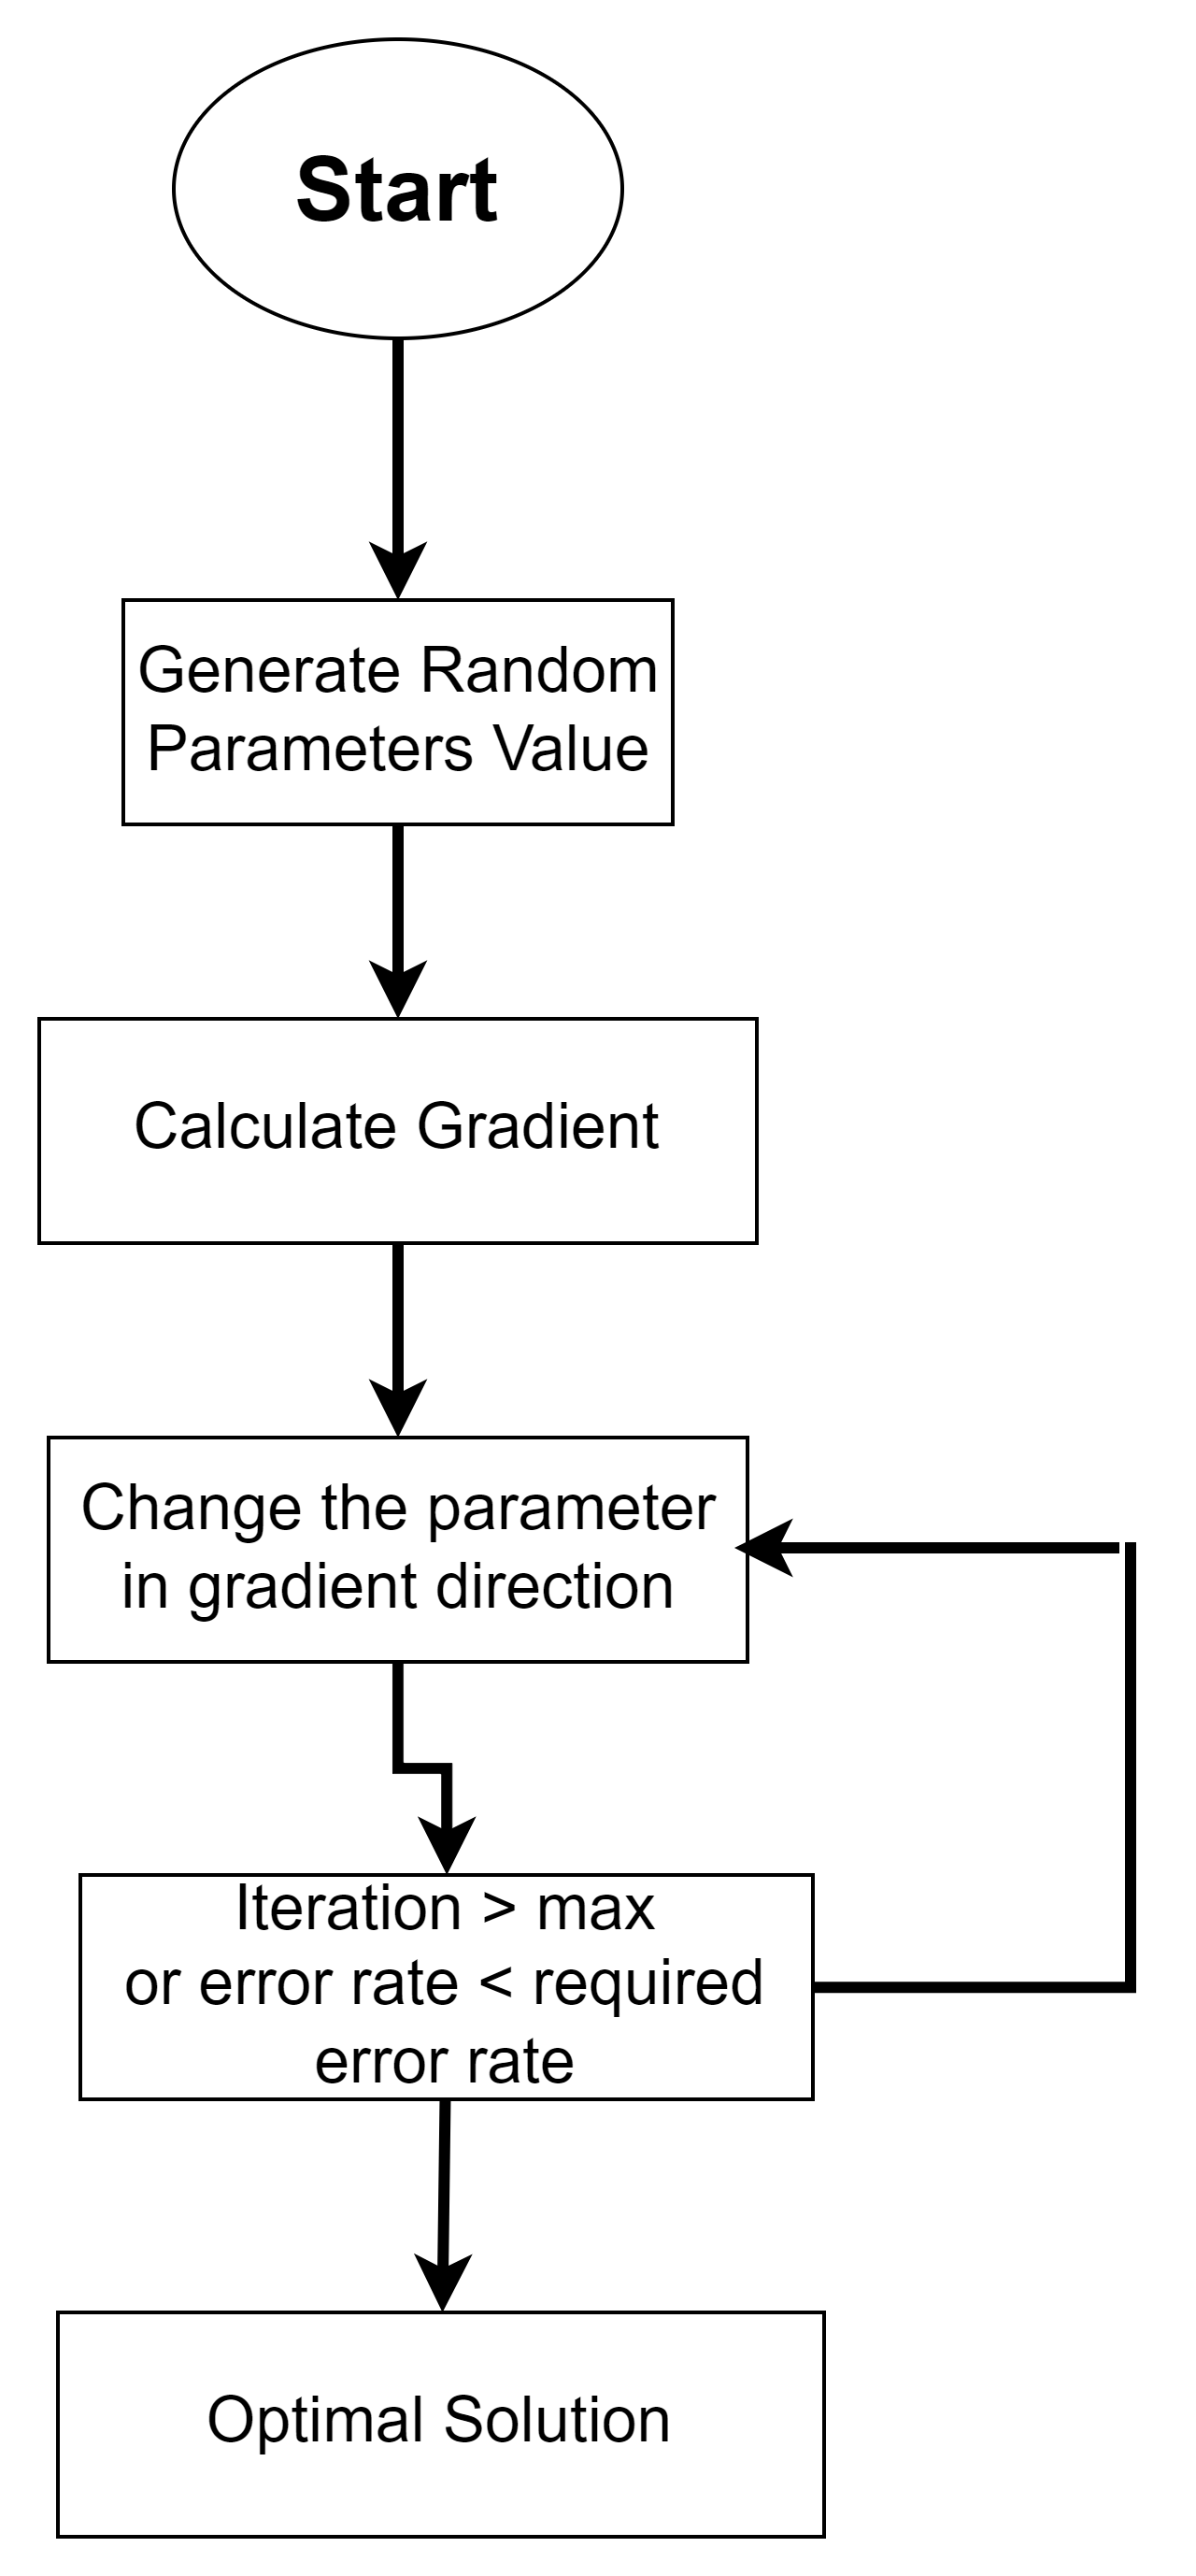 Start
Generate Random
Parameters Value
Calculate Gradient
Change the parameter
in gradient direction
Iteration > max
or error rate < required
error rate
Optimal Solution